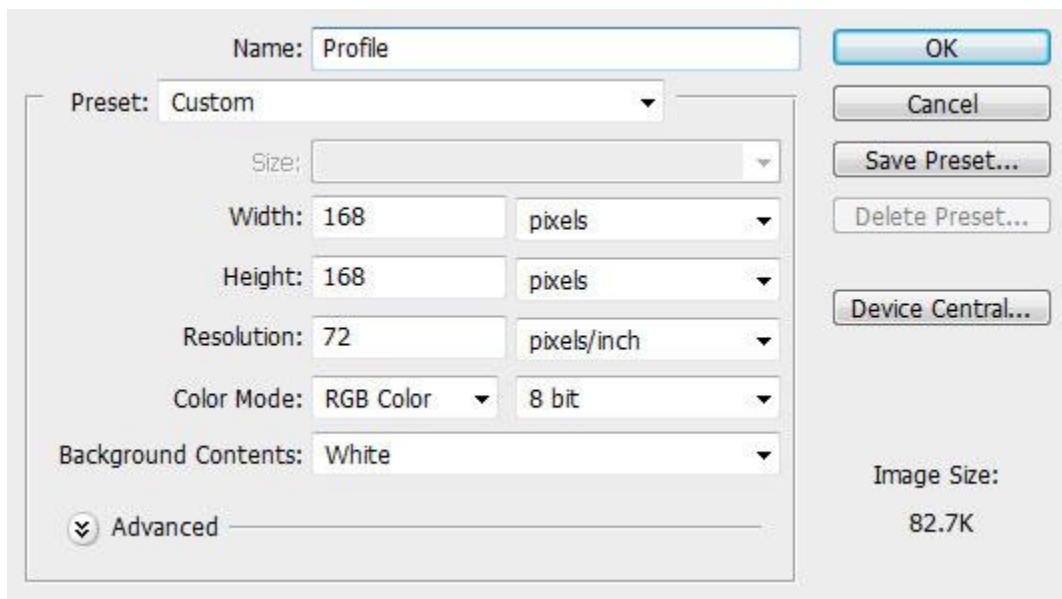 Name: Profile
OK
Preset: Custom
Cancel
Size:
Save Preset...
Width: 168 pixels
Delete Preset...
Height: 168 pixels
Device Central...
Resolution: 72 pixels/inch
Color Mode: RGB Color 8 bit
Background Contents: White
Image Size:
Advanced
82.7K